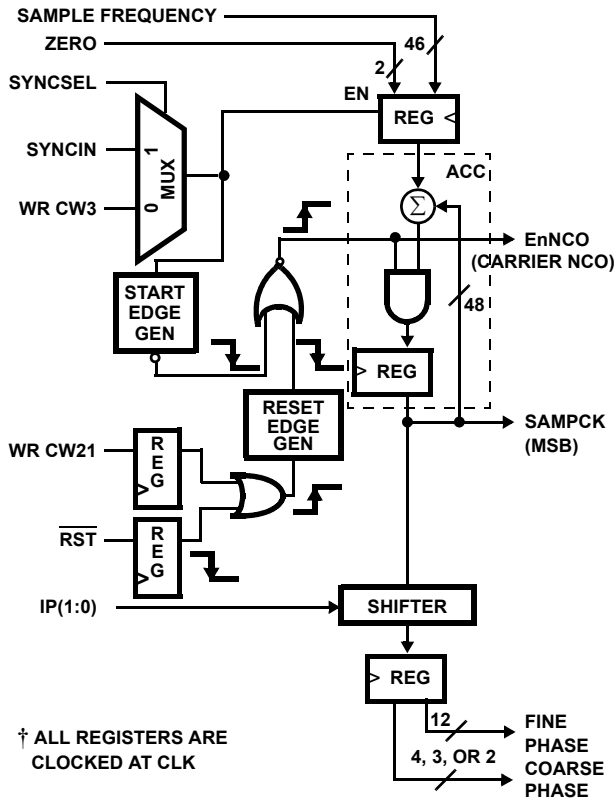 SAMPLE FREQUENCY
ZERO
46
2
SYNCSEL
EN
REG
SYNCIN
1
MUX
0
WR CW3
ACC
Σ
EnNCO
(CARRIER NCO)
START
EDGE
GEN
48
REG
RESET
EDGE
GEN
SAMPCK
(MSB)
WR CW21
REG
RST
REG
IP(1:0)
SHIFTER
REG
† ALL REGISTERS ARE
CLOCKED AT CLK
12
FINE
PHASE
4, 3, OR 2
COARSE
PHASE